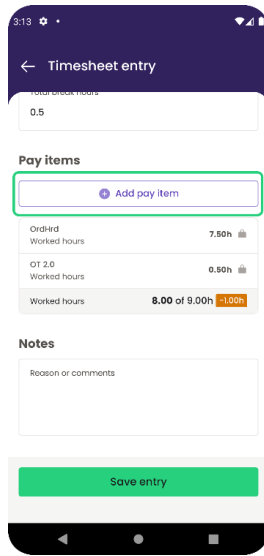 3:13
Timesheet entry
Total break hours
0.5
Pay items
Add pay item
OrdHrd
Worked hours
7.50h
OT 2.0
Worked hours
0.50h
Worked hours
8.00 of 9.00h -1.00h
Notes
Reason or comments
Save entry